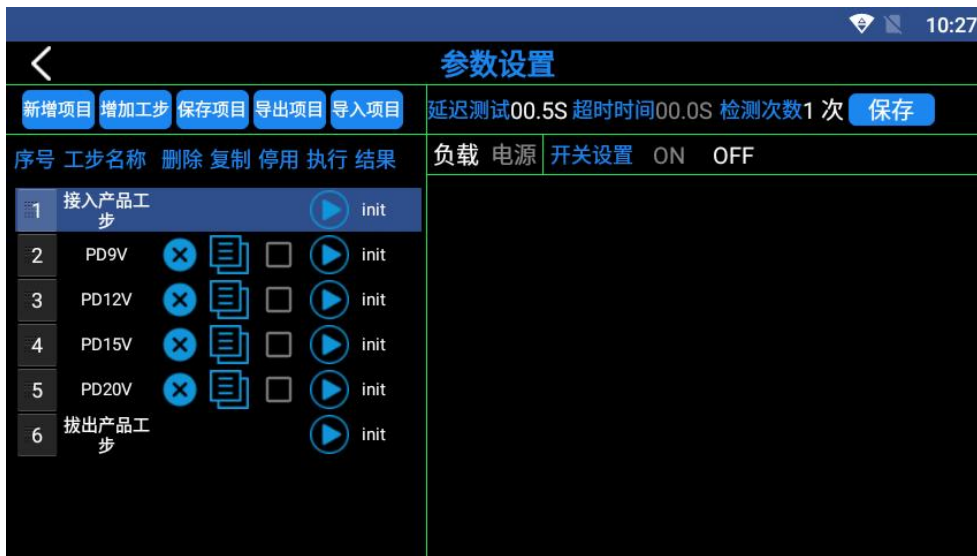 10:27
参数设置
新增项目 增加工步 保存项目 导出项目 导入项目
延迟测试00.5S 超时时间00.0S 检测次数1 次 保存
序号 工步名称 删除 复制 停用 执行 结果
负载 电源 开关设置 ON OFF
1 接入产品工步 init
2 PD9V init
3 PD12V init
4 PD15V init
5 PD20V init
6 拔出产品工步 init